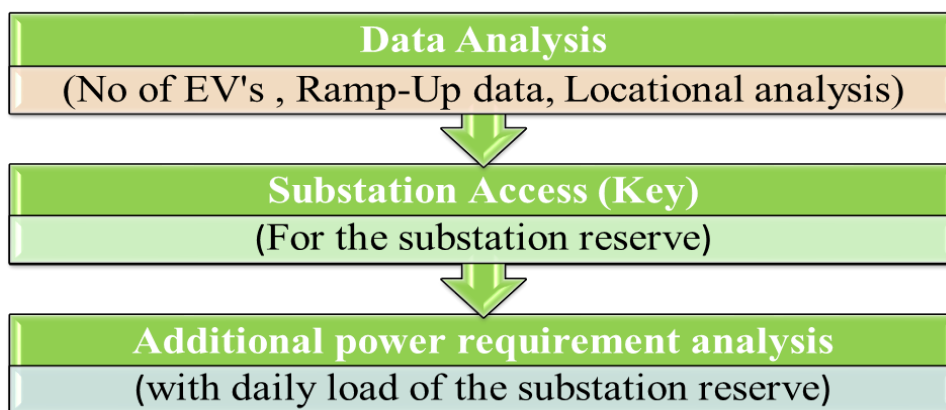 Data Analysis
(No of EV's , Ramp-Up data, Locational analysis)
Substation Access (Key)
(For the substation reserve)
Additional power requirement analysis
(with daily load of the substation reserve)